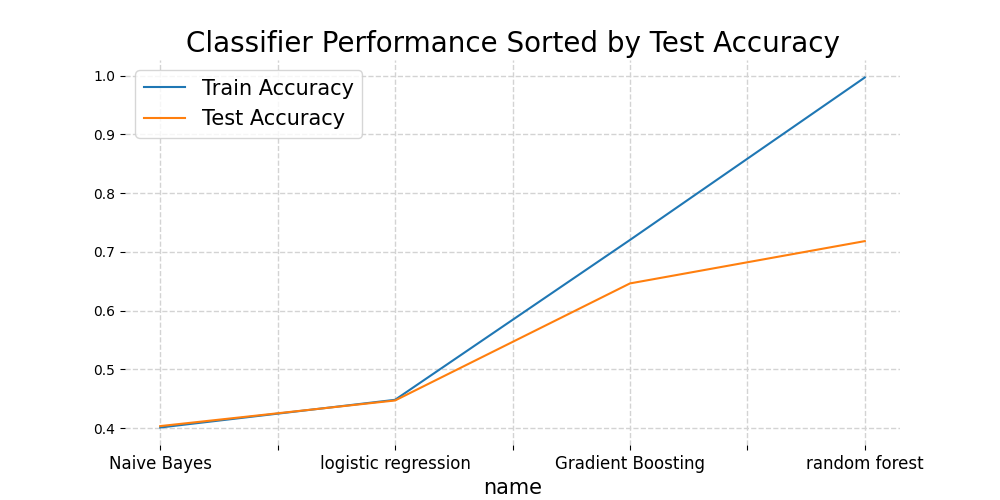 Classifier Performance Sorted by Test Accuracy
Train Accuracy
Test Accuracy
1.0
0.9
0.8
0.7
0.6
0.5
0.4
Naive Bayes
logistic regression
Gradient Boosting
random forest
name